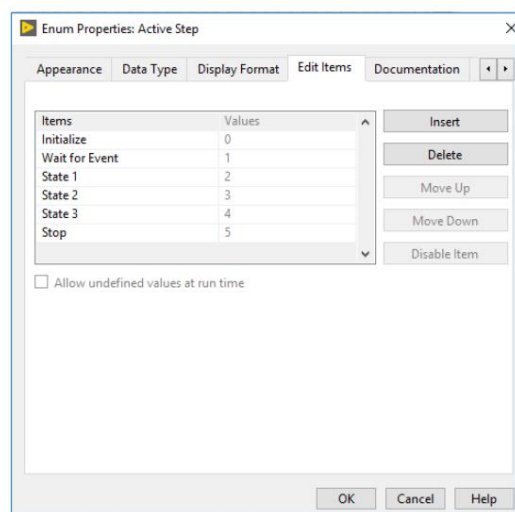 Enum Properties: Active Step
Appearance Data Type Display Format Edit Items Documentation
Items Values
Initialize 0
Wait for Event 1
State 1 2
State 2 3
State 3 4
Stop 5
Insert
Delete
Move Up
Move Down
Disable Item
Allow undefined values at run time
OK Cancel Help